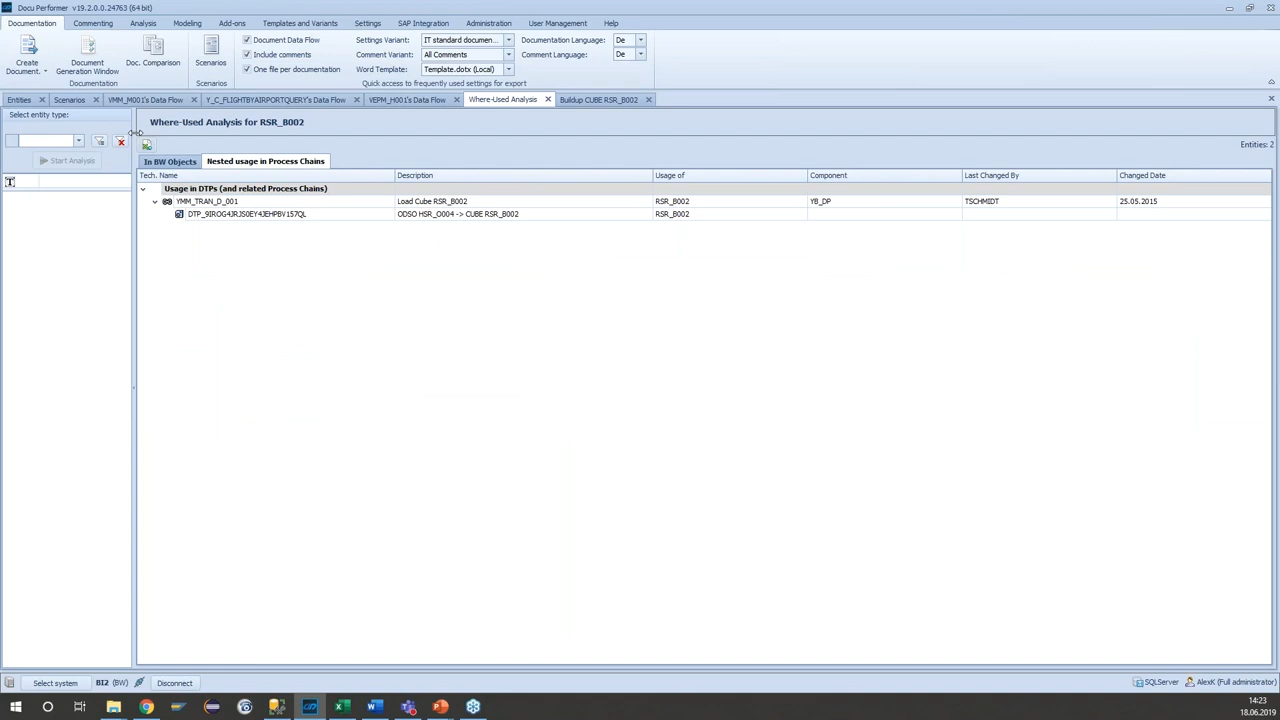 Docu Performer v19.2.0.0.24763 (64 bit)
Documentation Commenting Analysis Modeling Add-ons Templates and Variants Settings SAP Integration Administration User Management Help
Create Document.
Document Generation Window
Doc. Comparison
Documentation
Scenarios
Scenarios
Document Data Flow
Include comments
One file per documentation
Settings Variant: IT standard documen...
Comment Variant: All Comments
Word Template: Template.dotx (Local)
Documentation Language: De
Comment Language: De
Quick access to frequently used settings for export
Entities Scenarios VMM_M001's Data Flow Y_C_FLIGHTBYAIRPORTQUERY's Data Flow VEPM_H001's Data Flow Where-Used Analysis Buildup CUBE RSR_B002
Select entity type:
Start Analysis
Where-Used Analysis for RSR_B002
Entities: 2
In BW Objects Nested usage in Process Chains
Tech. Name Description Usage of Component Last Changed By Changed Date
Usage in DTPs (and related Process Chains)
YMM_TRAN_D_001 Load Cube RSR_B002 RSR_B002 YB_DP TSCHMIDT 25.05.2015
DTP_9IROG4JRJS0EY4JEHPBV157QL ODSO HSR_O004 -> CUBE RSR_B002 RSR_B002
Select system BI2 (BW) Disconnect SQLServer AlexK (Full administrator)
14:23
18.06.2019